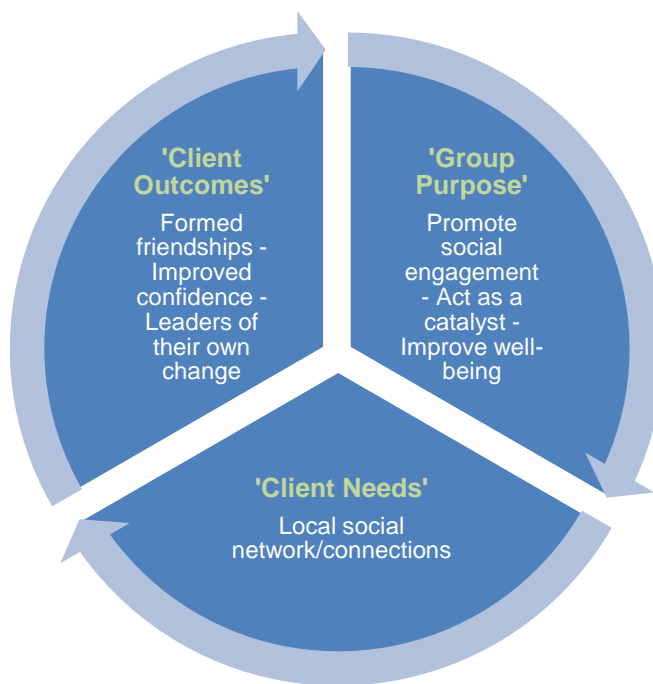 'Client
Outcomes'
Formed
friendships -
Improved
confidence -
Leaders of
their own
change
'Group
Purpose'
Promote
social
engagement
- Act as a
catalyst -
Improve well-
being
'Client Needs'
Local social
network/connections